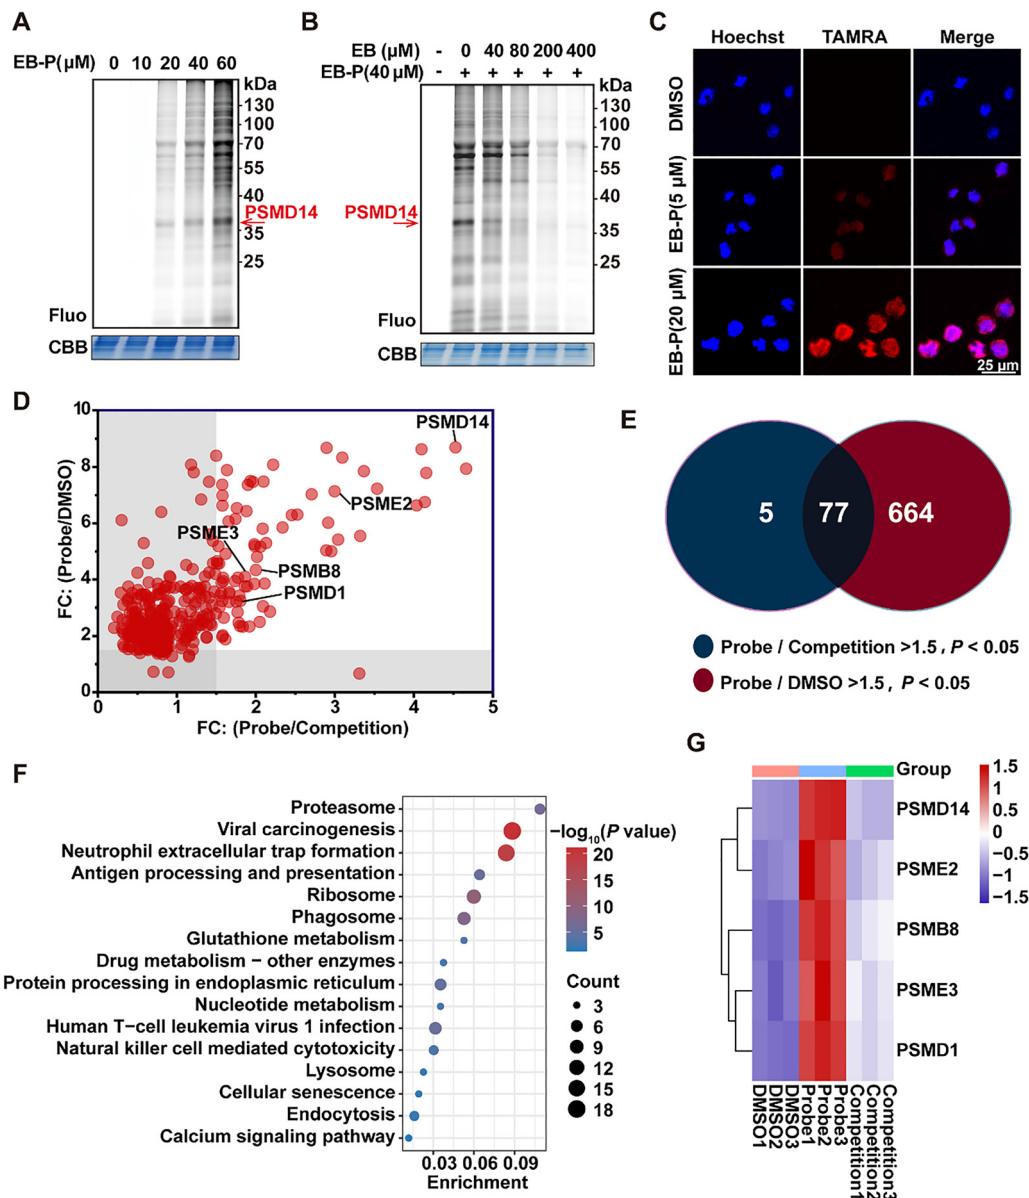 A
EB-P(μM) 0 10 20 40 60
kDa
130
100
70
55
40
35
25
PSMD14
Fluo
CBB
B
EB (μM) - 0 40 80 200 400
EB-P(40 μM) - + + + + +
kDa
130
100
70
55
40
35
25
PSMD14
Fluo
CBB
C
Hoechst TAMRA Merge
DMSO
EB-P(5 μM)
EB-P(20 μM)
25 μm
D
FC: (Probe/DMSO)
10
8
6
4
2
0
0 1 2 3 4 5
FC: (Probe/Competition)
PSMD14
PSME2
PSME3
PSMB8
PSMD1
E
5 77 664
Probe / Competition >1.5 , P < 0.05
Probe / DMSO >1.5 , P < 0.05
F
Proteasome
Viral carcinogenesis
Neutrophil extracellular trap formation
Antigen processing and presentation
Ribosome
Phagosome
Glutathione metabolism
Drug metabolism − other enzymes
Protein processing in endoplasmic reticulum
Nucleotide metabolism
Human T−cell leukemia virus 1 infection
Natural killer cell mediated cytotoxicity
Lysosome
Cellular senescence
Endocytosis
Calcium signaling pathway
0.03 0.06 0.09
Enrichment
−log10(P value)
20
15
10
5
Count
3
6
9
12
15
18
G
Group
PSMD14
PSME2
PSMB8
PSME3
PSMD1
DMSO1
DMSO2
DMSO3
Probe1
Probe2
Probe3
Competition1
Competition2
Competition3
1.5
1
0.5
0
−0.5
−1
−1.5